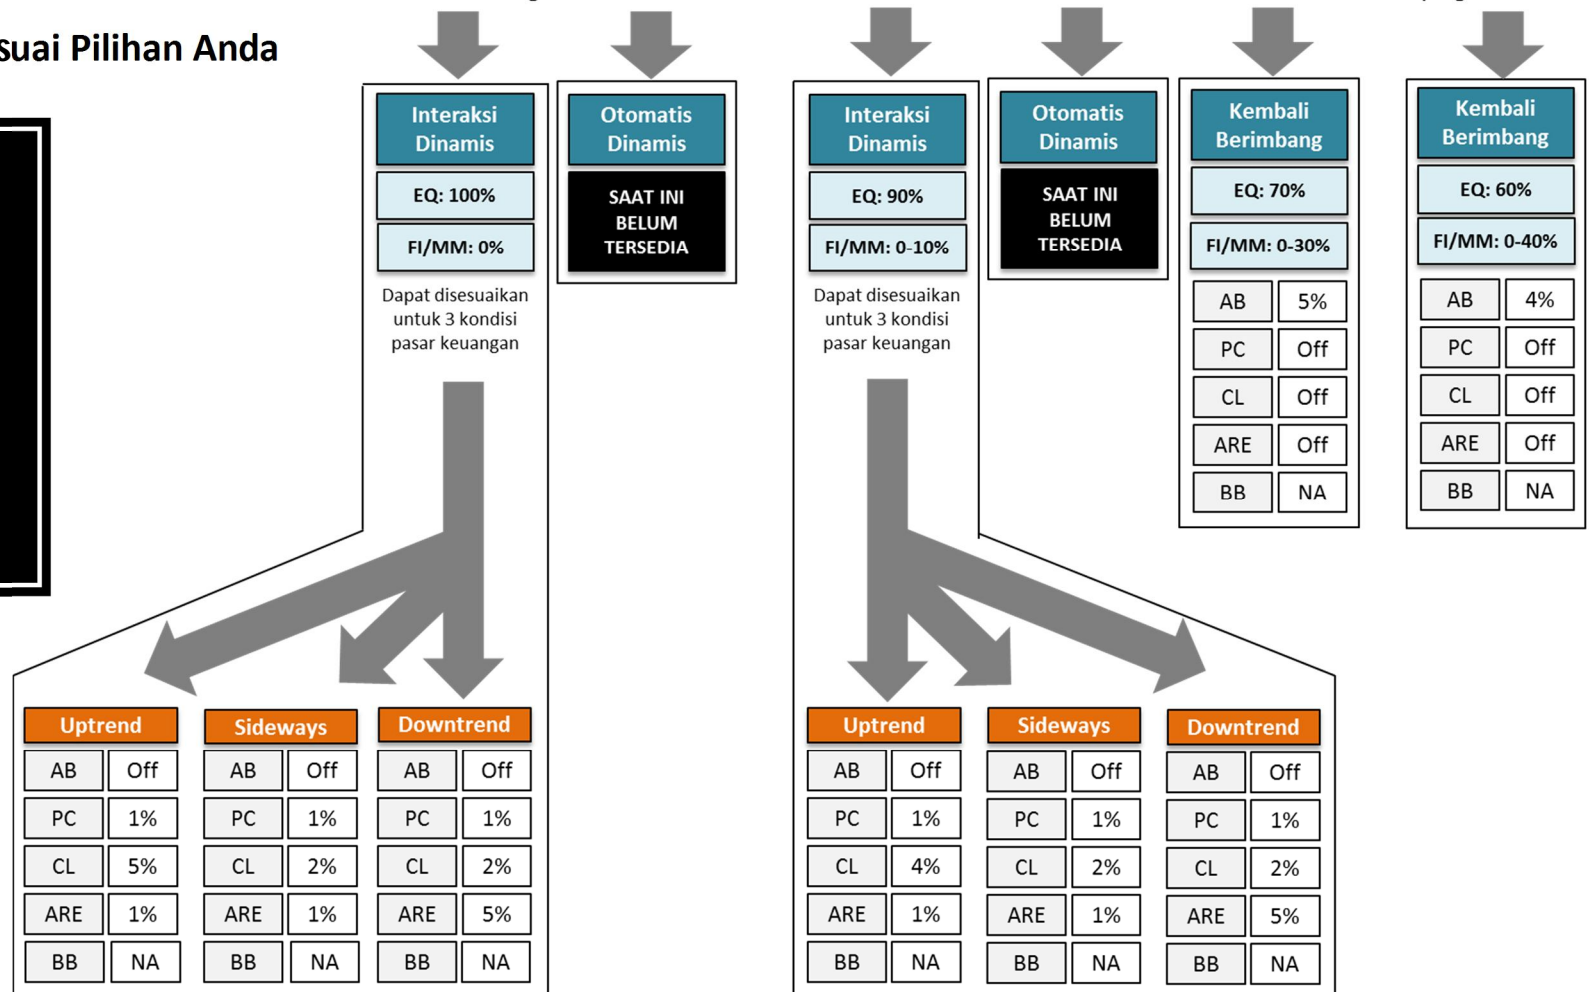 suai Pilihan Anda
Interaksi
Dinamis
EQ: 100%
FI/MM: 0%
Dapat disesuaikan
untuk 3 kondisi
pasar keuangan
Otomatis
Dinamis
SAAT INI
BELUM
TERSEDIA
Interaksi
Dinamis
EQ: 90%
FI/MM: 0-10%
Dapat disesuaikan
untuk 3 kondisi
pasar keuangan
Otomatis
Dinamis
SAAT INI
BELUM
TERSEDIA
Kembali
Berimbang
EQ: 70%
FI/MM: 0-30%
AB 5%
PC Off
CL Off
ARE Off
BB NA
Kembali
Berimbang
EQ: 60%
FI/MM: 0-40%
AB 4%
PC Off
CL Off
ARE Off
BB NA
Uptrend
AB Off
PC 1%
CL 5%
ARE 1%
BB NA
Sideways
AB Off
PC 1%
CL 2%
ARE 1%
BB NA
Downtrend
AB Off
PC 1%
CL 2%
ARE 5%
BB NA
Uptrend
AB Off
PC 1%
CL 4%
ARE 1%
BB NA
Sideways
AB Off
PC 1%
CL 2%
ARE 1%
BB NA
Downtrend
AB Off
PC 1%
CL 2%
ARE 5%
BB NA